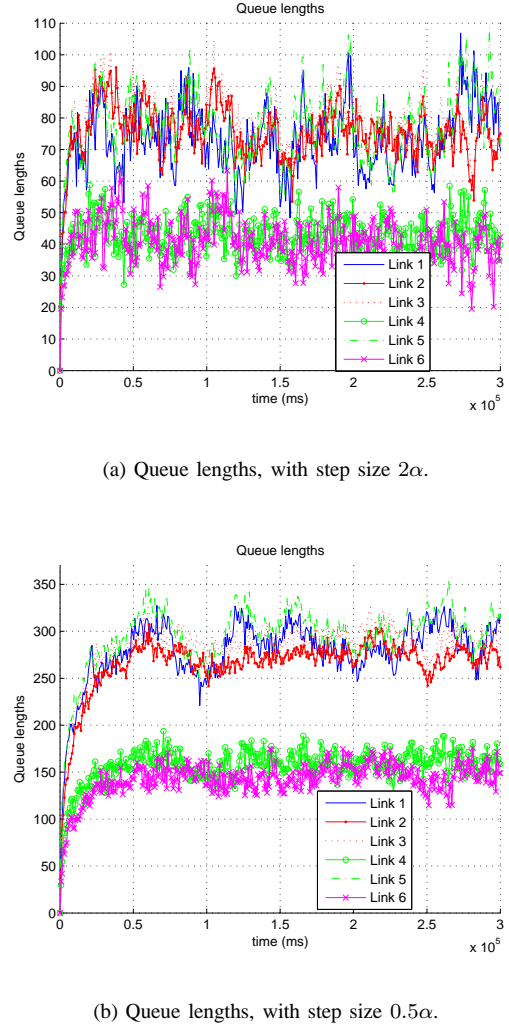 Queue lengths
110
100
90
80
70
60
50
40
30
20
10
0
Queue lengths
Link 1
Link 2
Link 3
Link 4
Link 5
Link 6
0 0.5 1 1.5 2 2.5 3
time (ms)
x 10^5
(a) Queue lengths, with step size 2α.
Queue lengths
350
300
250
200
150
100
50
0
Queue lengths
Link 1
Link 2
Link 3
Link 4
Link 5
Link 6
0 0.5 1 1.5 2 2.5 3
time (ms)
x 10^5
(b) Queue lengths, with step size 0.5α.